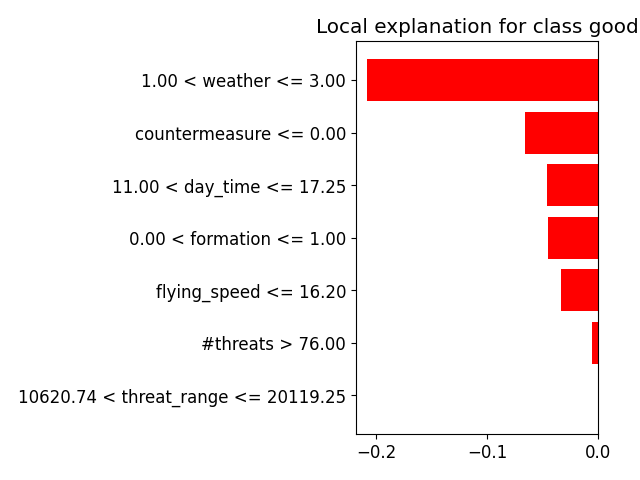 Local explanation for class good
1.00 < weather <= 3.00
countermeasure <= 0.00
11.00 < day_time <= 17.25
0.00 < formation <= 1.00
flying_speed <= 16.20
#threats > 76.00
10620.74 < threat_range <= 20119.25
−0.2 −0.1 0.0